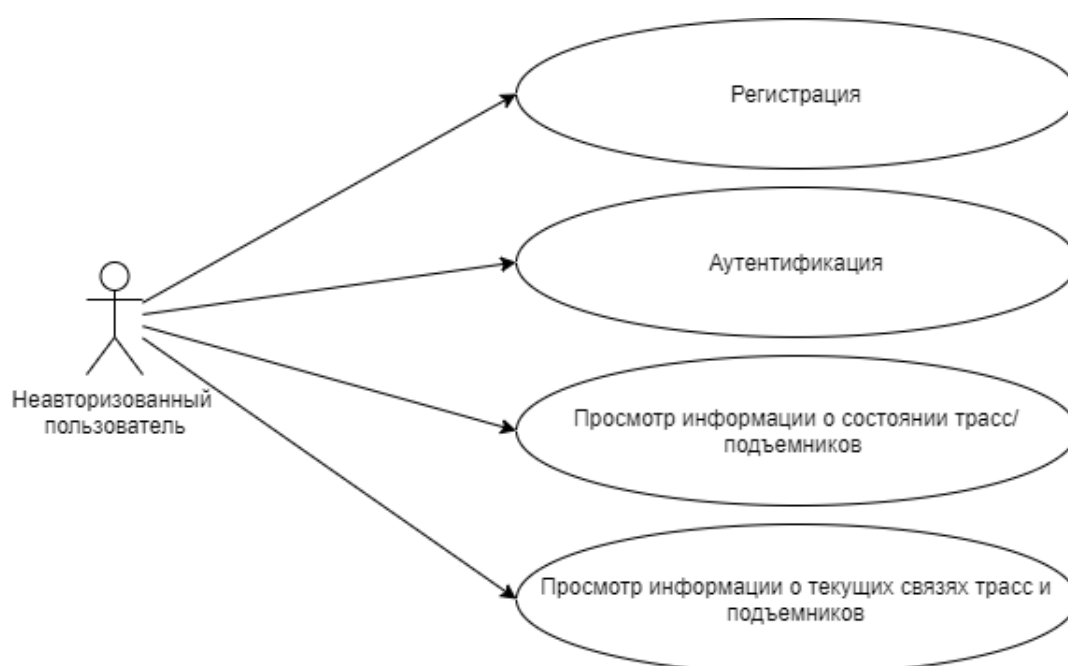 Регистрация
Аутентификация
Неавторизованный
пользователь
Просмотр информации о состоянии трасс/
подъемников
Просмотр информации о текущих связях трасс и
подъемников